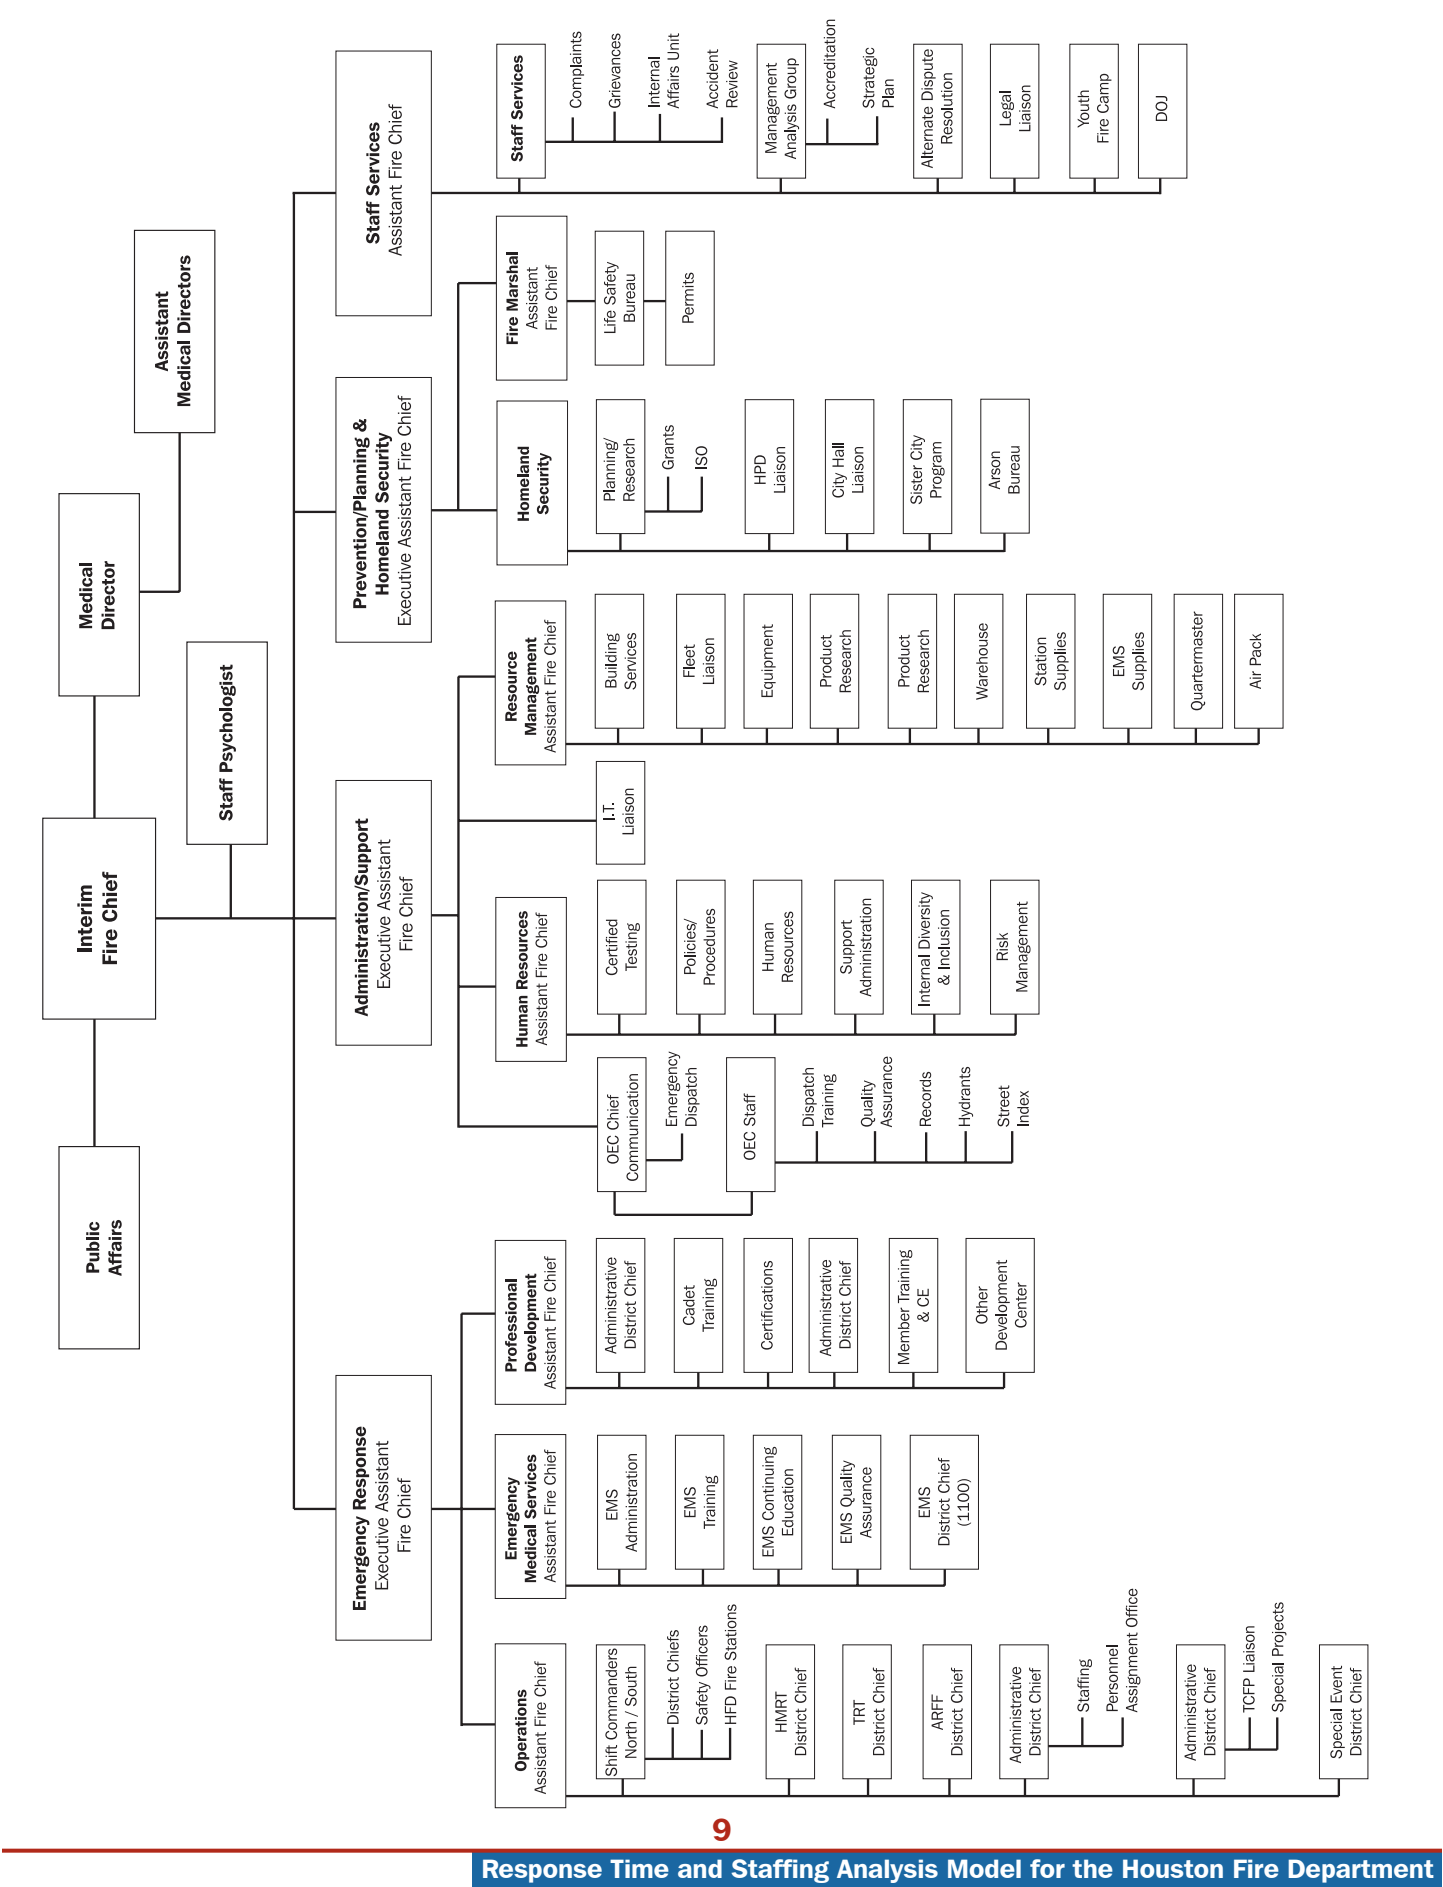 Public
Affairs
Interim
Fire Chief
Medical
Director
Assistant
Medical Directors
Staff Psychologist
Emergency Response
Executive Assistant
Fire Chief
Administration/Support
Executive Assistant
Fire Chief
Prevention/Planning &
Homeland Security
Executive Assistant Fire Chief
Staff Services
Assistant Fire Chief
Operations
Assistant Fire Chief
Shift Commanders
North / South
District Chiefs
Safety Officers
HFD Fire Stations
HMRT
District Chief
TRT
District Chief
ARFF
District Chief
Administrative
District Chief
Staffing
Personnel
Assignment Office
Administrative
District Chief
TCFP Liaison
Special Projects
Special Event
District Chief
Emergency
Medical Services
Assistant Fire Chief
EMS
Administration
EMS
Training
EMS Continuing
Education
EMS Quality
Assurance
EMS
District Chief
(1100)
Professional
Development
Assistant Fire Chief
Administrative
District Chief
Cadet
Training
Certifications
Administrative
District Chief
Member Training
& CE
Other
Development
Center
OEC Chief
Communication
Emergency
Dispatch
OEC Staff
Dispatch
Training
Quality
Assurance
Records
Hydrants
Street
Index
Human Resources
Assistant Fire Chief
Certified
Testing
Policies/
Procedures
Human
Resources
Support
Administration
Internal Diversity
& Inclusion
Risk
Management
I.T.
Liaison
Resource
Management
Assistant Fire Chief
Building
Services
Fleet
Liaison
Equipment
Product
Research
Product
Research
Warehouse
Station
Supplies
EMS
Supplies
Quartermaster
Air Pack
Homeland
Security
Planning/
Research
Grants
ISO
HPD
Liaison
City Hall
Liaison
Sister City
Program
Arson
Bureau
Fire Marshal
Assistant
Fire Chief
Life Safety
Bureau
Permits
Staff Services
Complaints
Grievances
Internal
Affairs Unit
Accident
Review
Management
Analysis Group
Accreditation
Strategic
Plan
Alternate Dispute
Resolution
Legal
Liaison
Youth
Fire Camp
DOJ
9
Response Time and Staffing Analysis Model for the Houston Fire Department